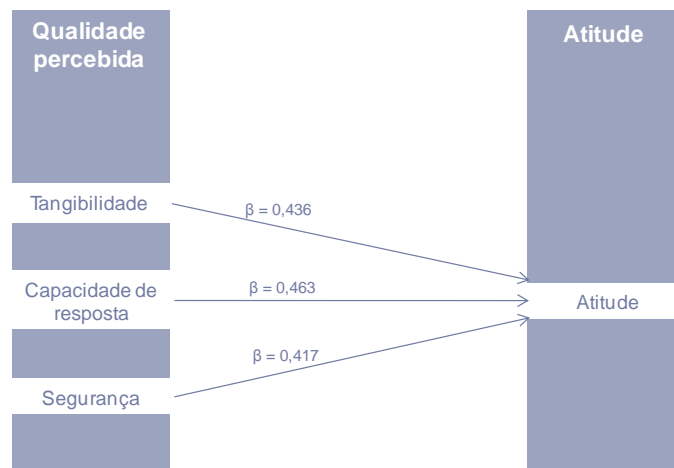 Qualidade
percebida
Atitude
Tangibilidade
β = 0,436
Capacidade de
resposta
β = 0,463
Atitude
β = 0,417
Segurança